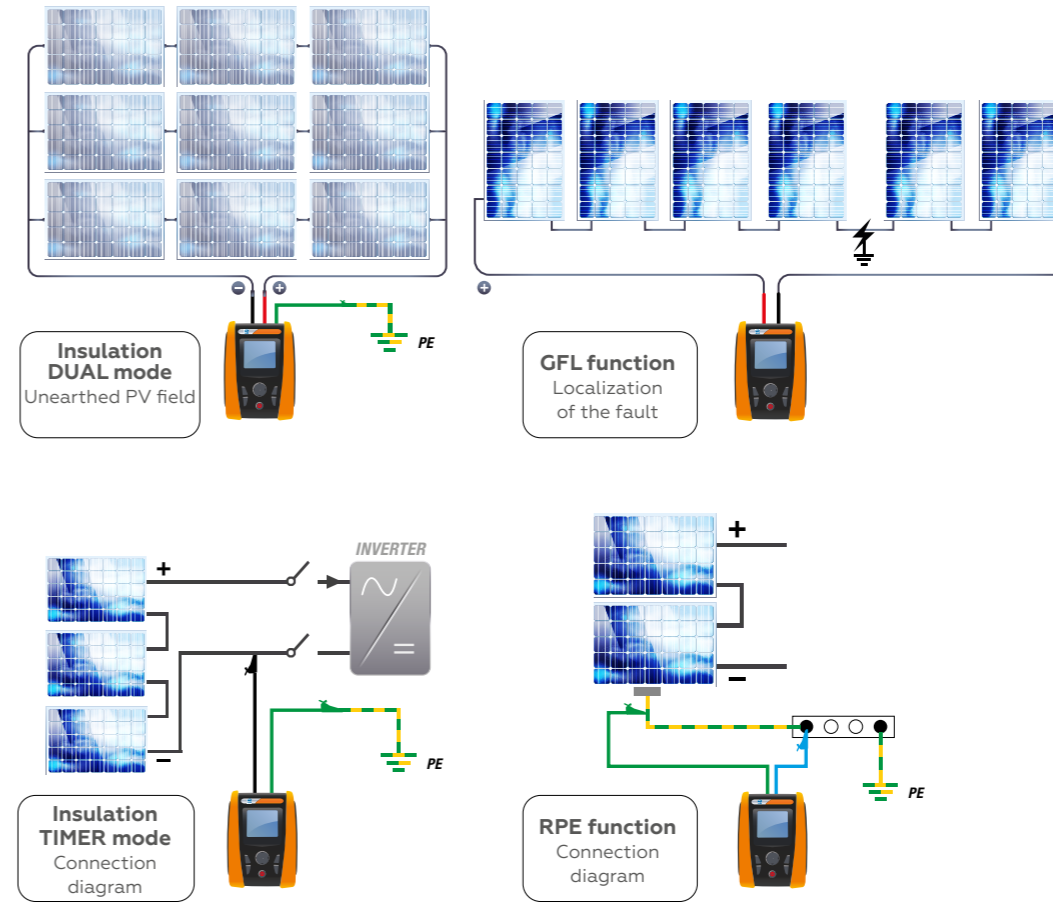 − +
PE
Insulation
DUAL mode
Unearthed PV field
+
GFL function
Localization
of the fault
INVERTER
+
−
PE
Insulation
TIMER mode
Connection
diagram
+
−
PE
RPE function
Connection
diagram